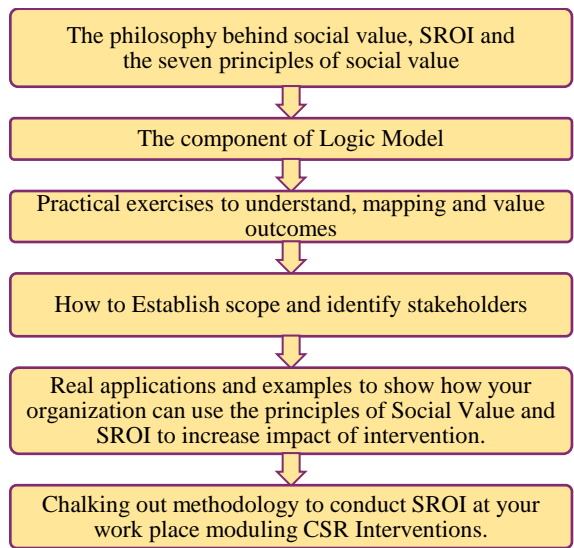 The philosophy behind social value, SROI and
the seven principles of social value
The component of Logic Model
Practical exercises to understand, mapping and value
outcomes
How to Establish scope and identify stakeholders
Real applications and examples to show how your
organization can use the principles of Social Value and
SROI to increase impact of intervention.
Chalking out methodology to conduct SROI at your
work place moduling CSR Interventions.